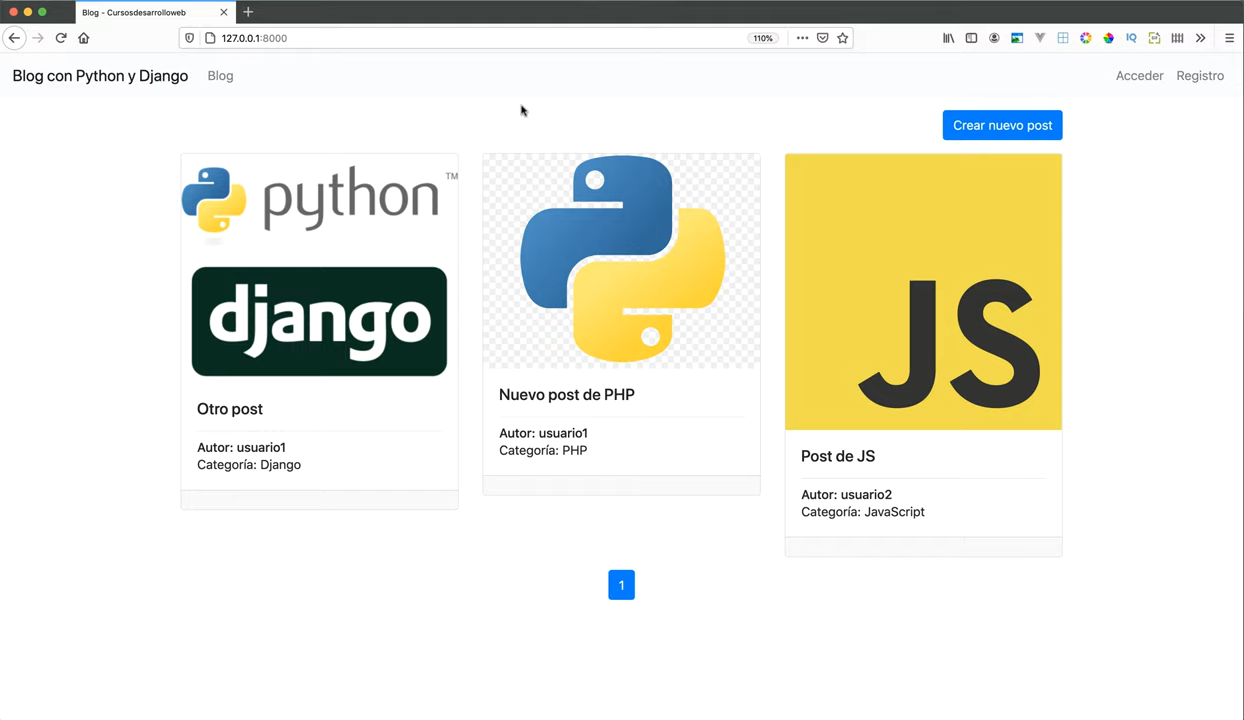 Blog - Cursosdesarrolloweb
127.0.0.1:8000
110%
IQ
Blog con Python y Django
Blog
Acceder
Registro
Crear nuevo post
python TM
django
JS
Otro post
Autor: usuario1
Categoría: Django
Nuevo post de PHP
Autor: usuario1
Categoría: PHP
Post de JS
Autor: usuario2
Categoría: JavaScript
1